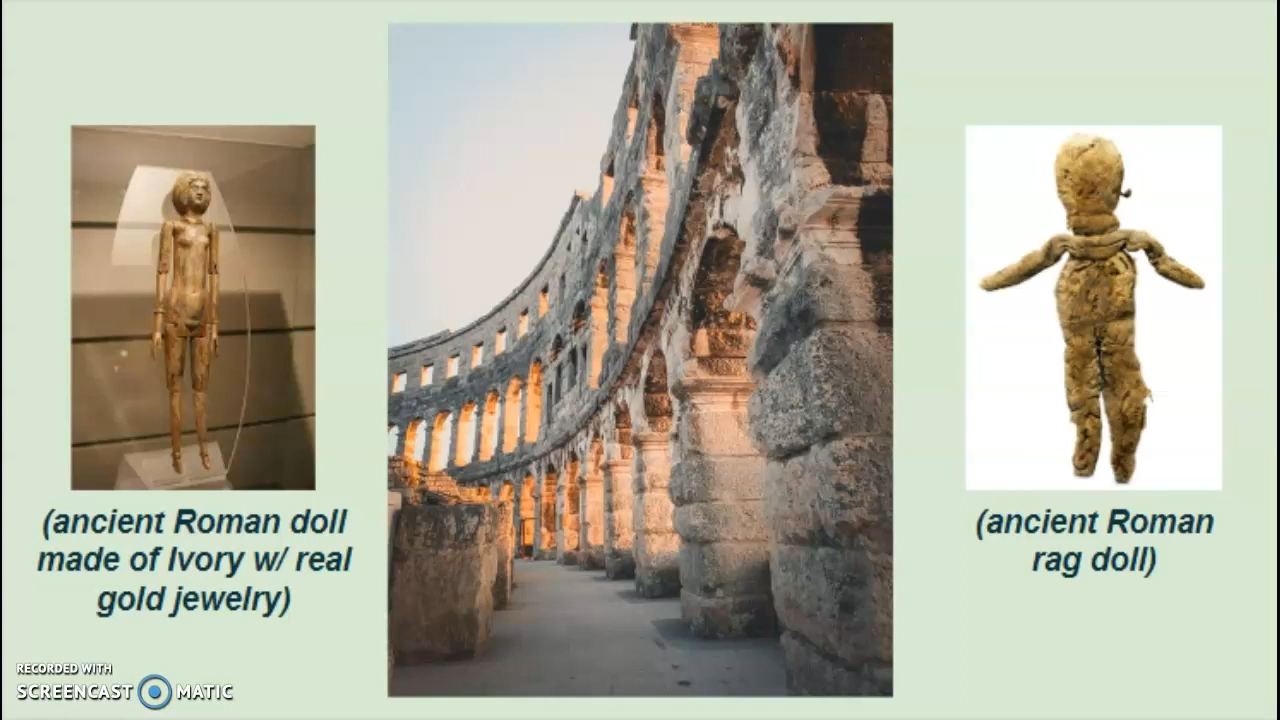 (ancient Roman doll
made of Ivory w/ real
gold jewelry)
(ancient Roman
rag doll)
RECORDED WITH
SCREENCAST MATIC